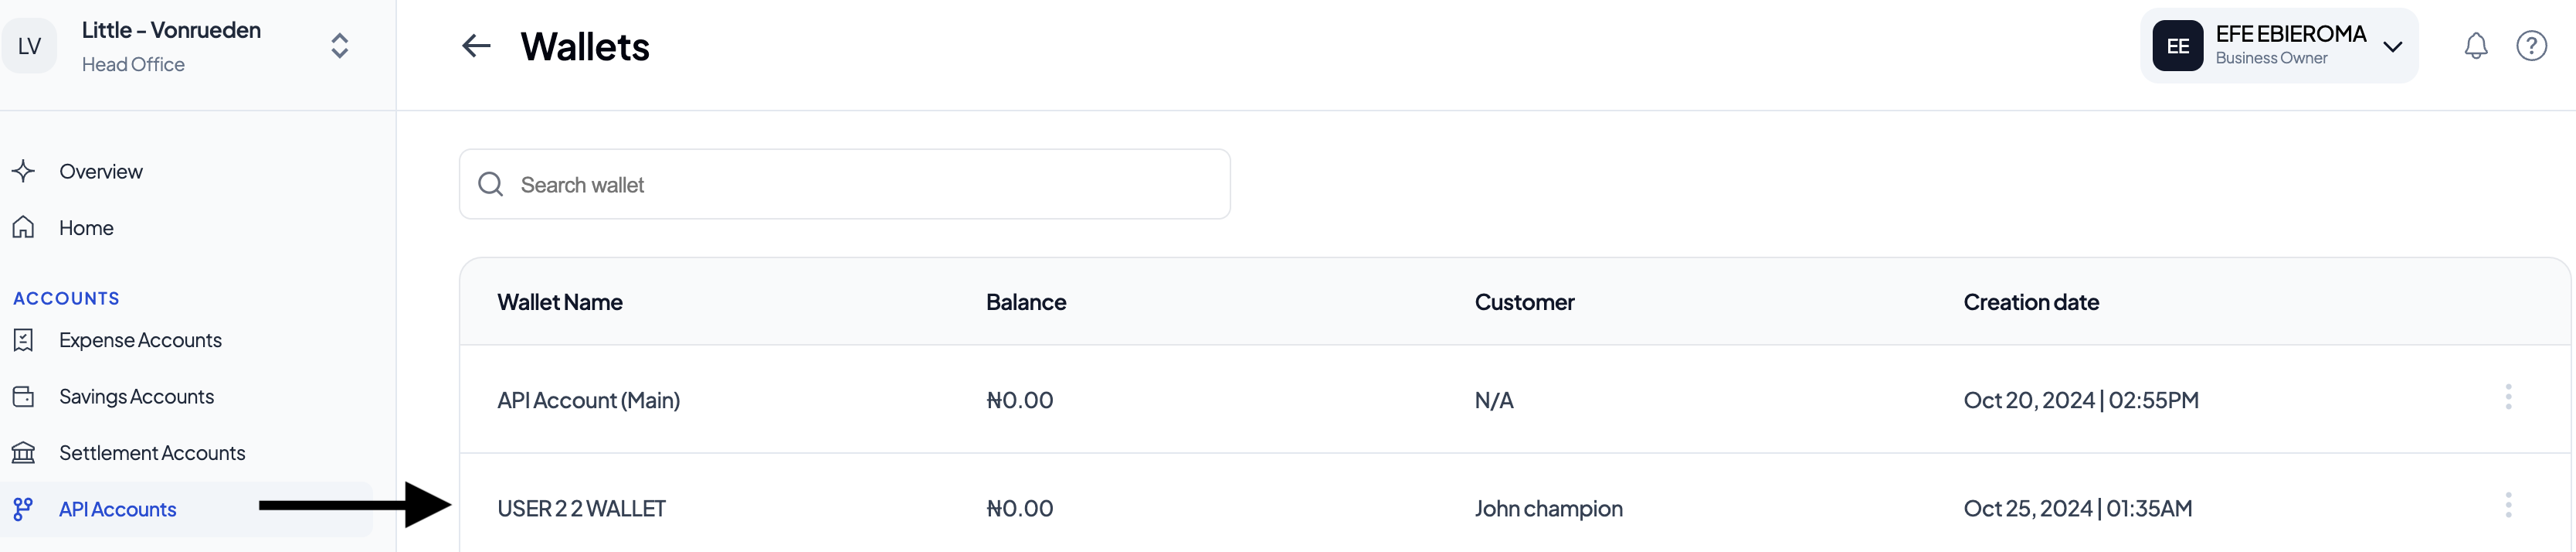 LV
Little - Vonrueden
Head Office
Wallets
EE
EFE EBIEROMA
Business Owner
?
Overview
Home
ACCOUNTS
Expense Accounts
Savings Accounts
Settlement Accounts
API Accounts
Search wallet
Wallet Name Balance Customer Creation date
API Account (Main) ₦0.00 N/A Oct 20, 2024 | 02:55PM
USER 2 2 WALLET ₦0.00 John champion Oct 25, 2024 | 01:35AM